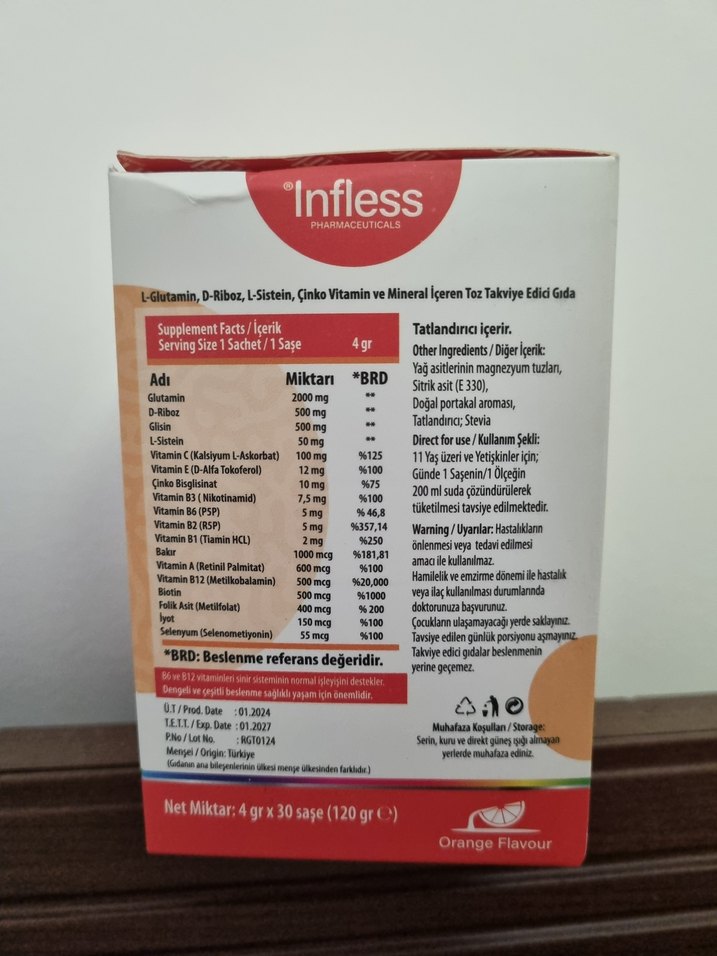 ®Infless
PHARMACEUTICALS
L-Glutamin, D-Riboz, L-Sistein, Çinko Vitamin ve Mineral İçeren Toz Takviye Edici Gıda
Supplement Facts / İçerik
Serving Size 1 Sachet / 1 Saşe 4 gr
Adı Miktarı *BRD
Glutamin 2000 mg **
D-Riboz 500 mg **
Glisin 500 mg **
L-Sistein 50 mg **
Vitamin C (Kalsiyum L-Askorbat) 100 mg %125
Vitamin E (D-Alfa Tokoferol) 12 mg %100
Çinko Bisglisinat 10 mg %75
Vitamin B3 ( Nikotinamid) 7,5 mg %100
Vitamin B6 (P5P) 5 mg % 46,8
Vitamin B2 (R5P) 5 mg %357,14
Vitamin B1 (Tiamin HCL) 2 mg %250
Bakır 1000 mcg %181,81
Vitamin A (Retinil Palmitat) 600 mcg %100
Vitamin B12 (Metilkobalamin) 500 mcg %20,000
Biotin 500 mcg %1000
Folik Asit (Metilfolat) 400 mcg % 200
İyot 150 mcg %100
Selenyum (Selenometiyonin) 55 mcg %100
*BRD: Beslenme referans değeridir.
B6 ve B12 vitaminleri sinir sisteminin normal işleyişini destekler.
Dengeli ve çeşitli beslenme sağlıklı yaşam için önemlidir.
Ü.T / Prod. Date : 01.2024
T.E.T.T. / Exp. Date : 01.2027
P.No / Lot No. : RGT0124
Menşei / Origin: Türkiye
(Gıdanın ana bileşenlerinin ülkesi menşe ülkesinden farklıdır.)
Tatlandırıcı içerir.
Other Ingredients / Diğer İçerik:
Yağ asitlerinin magnezyum tuzları,
Sitrik asit (E 330),
Doğal portakal aroması,
Tatlandırıcı; Stevia
Direct for use / Kullanım Şekli:
11 Yaş üzeri ve Yetişkinler için;
Günde 1 Saşenin/1 Ölçeğin
200 ml suda çözündürülerek
tüketilmesi tavsiye edilmektedir.
Warning / Uyarılar: Hastalıkların
önlenmesi veya tedavi edilmesi
amacı ile kullanılmaz.
Hamilelik ve emzirme dönemi ile hastalık
veya ilaç kullanılması durumlarında
doktorunuza başvurunuz.
Çocukların ulaşamayacağı yerde saklayınız.
Tavsiye edilen günlük porsiyonu aşmayınız.
Takviye edici gıdalar beslenmenin
yerine geçemez.
Muhafaza Koşulları / Storage:
Serin, kuru ve direkt güneş ışığı almayan
yerlerde muhafaza ediniz.
Net Miktar: 4 gr x 30 saşe (120 gr ℮)
Orange Flavour